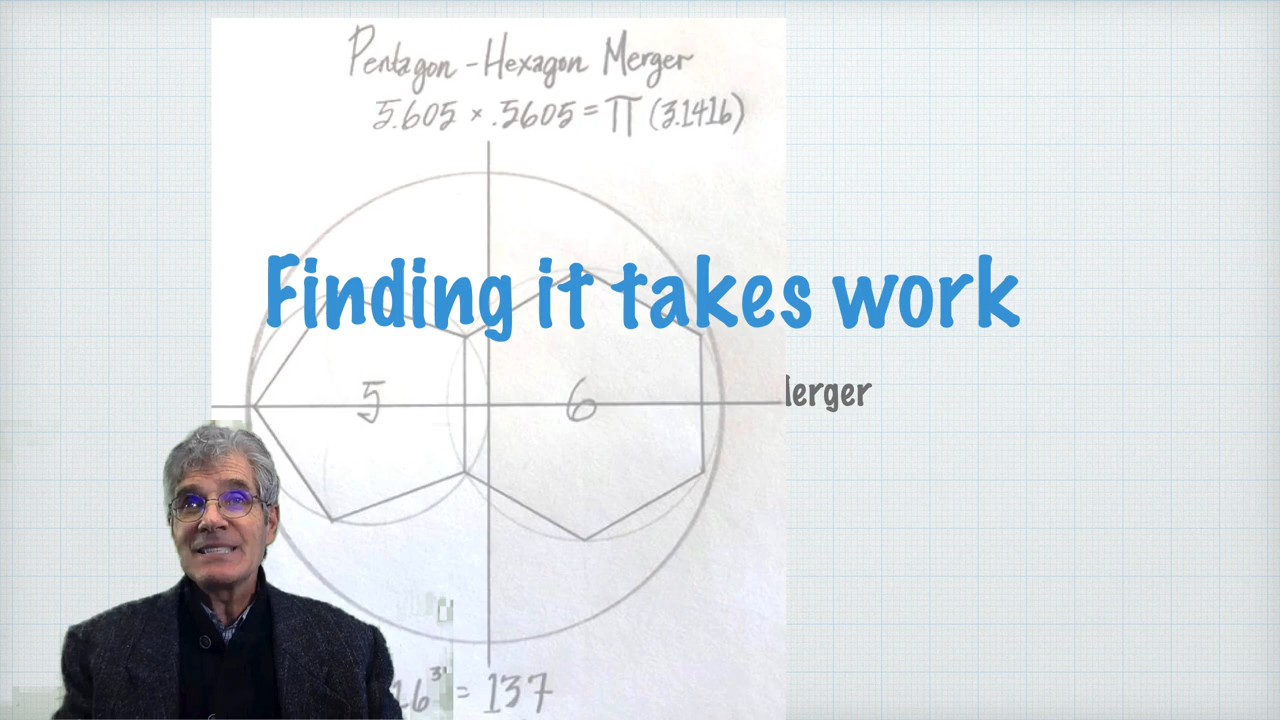 Pentagon - Hexagon Merger
5.605 × .5605 = π (3.1416)
Finding it takes work
5
6
lerger
= 137